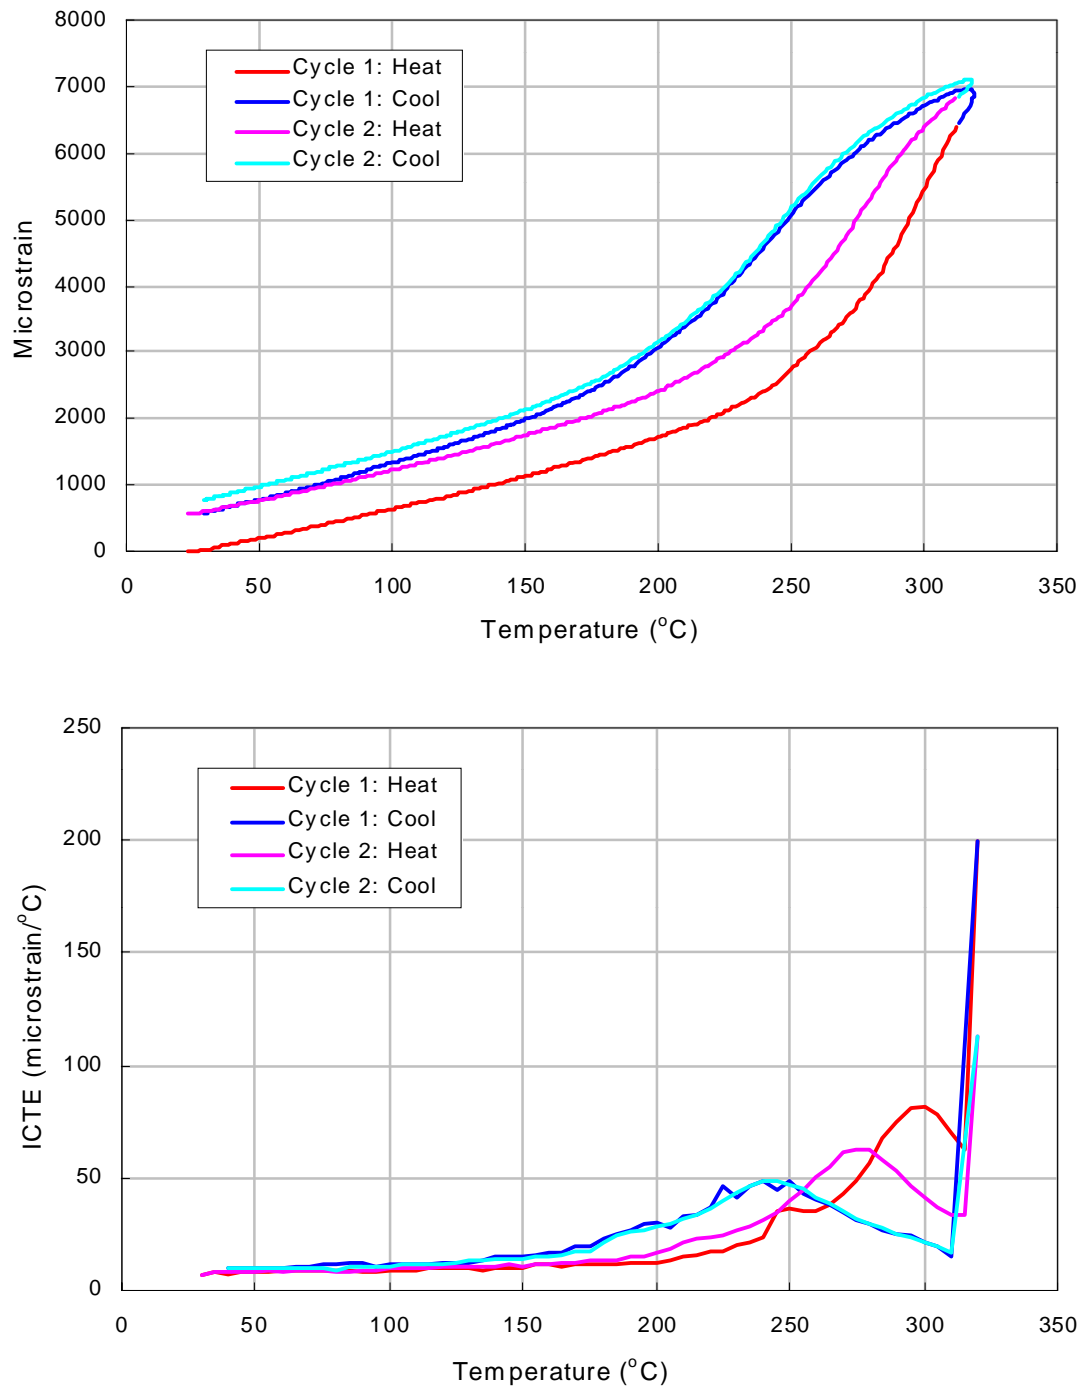 8000
7000
6000
5000
4000
3000
2000
1000
0
Microstrain
Cycle 1: Heat
Cycle 1: Cool
Cycle 2: Heat
Cycle 2: Cool
0 50 100 150 200 250 300 350
Temperature (°C)
250
200
150
100
50
0
ICTE (microstrain/°C)
Cycle 1: Heat
Cycle 1: Cool
Cycle 2: Heat
Cycle 2: Cool
0 50 100 150 200 250 300 350
Temperature (°C)